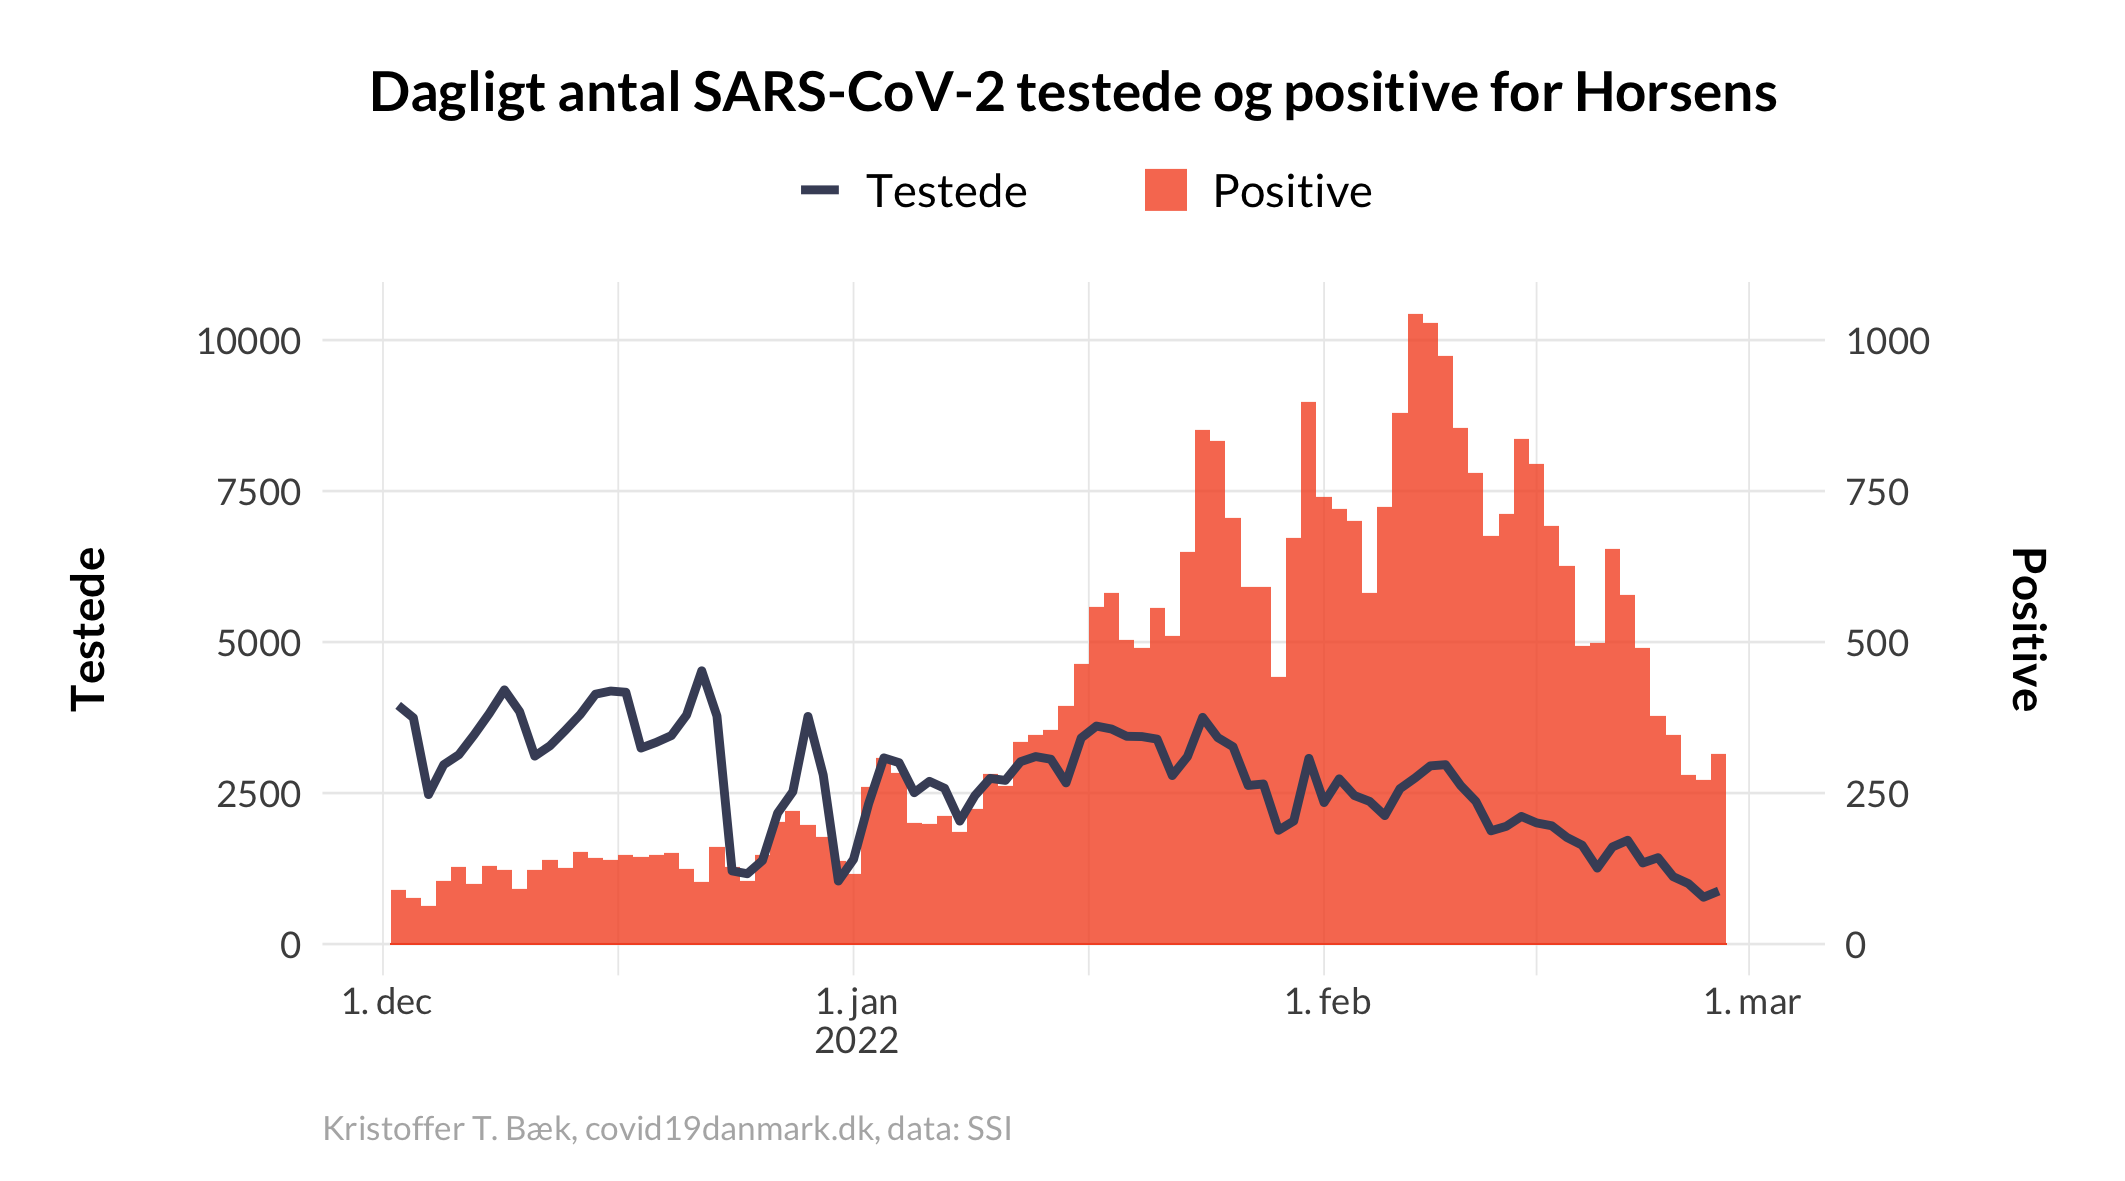 Dagligt antal SARS-CoV-2 testede og positive for Horsens
Testede
Positive
10000
7500
5000
2500
0
Testede
1000
750
500
250
0
Positive
1. dec
1. jan
2022
1. feb
1. mar
Kristoffer T. Bæk, covid19danmark.dk, data: SSI